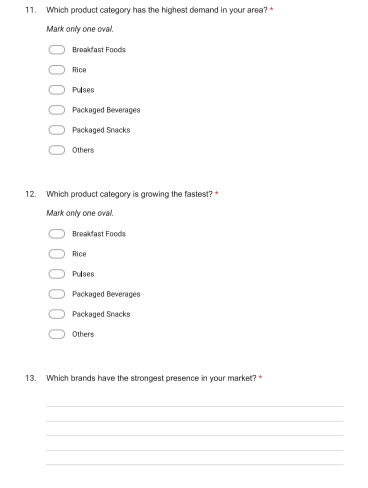 11. Which product category has the highest demand in your area? *
Mark only one oval.
Breakfast Foods
Rice
Pulses
Packaged Beverages
Packaged Snacks
Others
12. Which product category is growing the fastest? *
Mark only one oval.
Breakfast Foods
Rice
Pulses
Packaged Beverages
Packaged Snacks
Others
13. Which brands have the strongest presence in your market? *